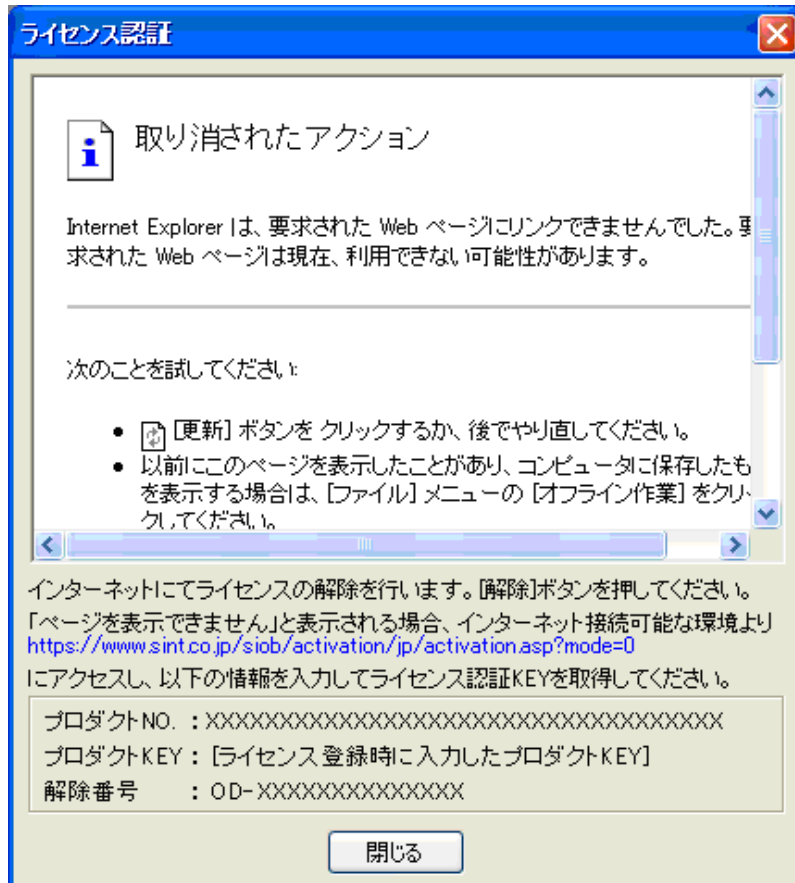 ライセンス認証
取り消されたアクション
Internet Explorer は、要求された Web ページにリンクできませんでした。要
求された Web ページは現在、利用できない可能性があります。
次のことを試してください:
• [更新] ボタンを クリックするか、後でやり直してください。
• 以前にこのページを表示したことがあり、コンピュータに保存したも
を表示する場合は、[ファイル] メニューの [オフライン作業] をクリッ
クしてください。
インターネットにてライセンスの解除を行います。[解除]ボタンを押してください。
「ページを表示できません」と表示される場合、インターネット接続可能な環境より
https://www.sint.co.jp/siob/activation/jp/activation.asp?mode=0
にアクセスし、以下の情報を入力してライセンス認証KEYを取得してください。
プロダクトNO. : XXXXXXXXXXXXXXXXXXXXXXXXXXXXXXXXXXX
プロダクトKEY : [ライセンス登録時に入力したプロダクトKEY]
解除番号 : OD-XXXXXXXXXXXXXX
閉じる